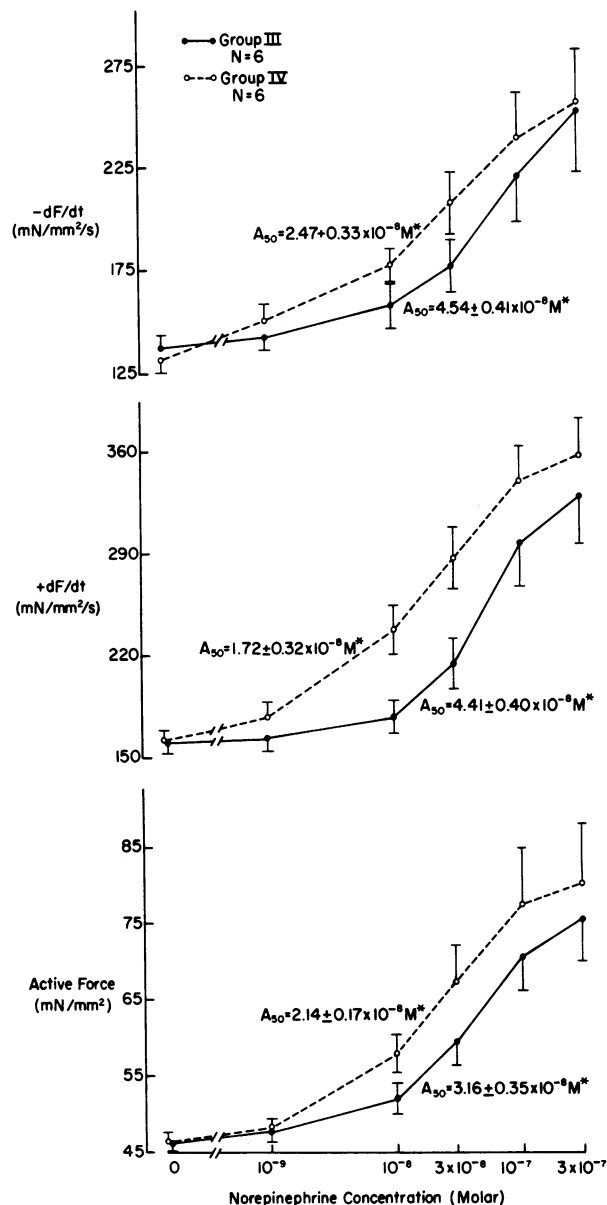 Group III
N=6
Group IV
N=6
275
225
175
125
-dF/dt
(mN/mm²/s)
A₅₀=2.47+0.33x10⁻⁸M*
A₅₀=4.54±0.41x10⁻⁸M*
360
290
220
150
+dF/dt
(mN/mm²/s)
A₅₀=1.72±0.32x10⁻⁸M*
A₅₀=4.41±0.40x10⁻⁸M*
85
75
65
55
45
Active Force
(mN/mm²)
A₅₀=2.14±0.17x10⁻⁸M*
A₅₀=3.16±0.35x10⁻⁸M*
0 10⁻⁹ 10⁻⁸ 3x10⁻⁸ 10⁻⁷ 3x10⁻⁷
Norepinephrine Concentration (Molar)